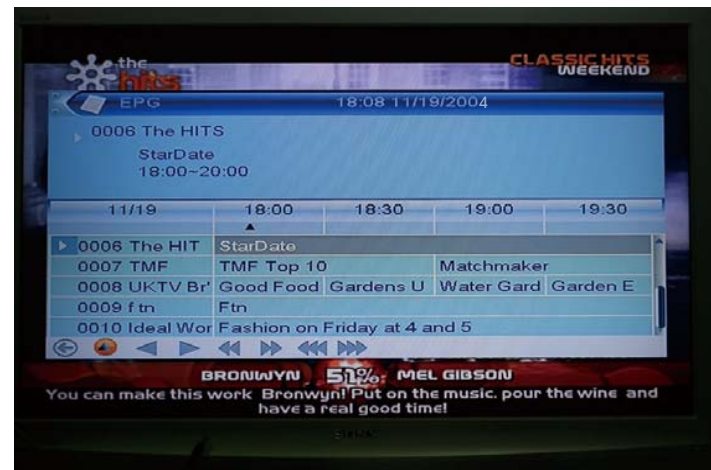 the
hits
CLASSIC HITS
WEEKEND
EPG 18:08 11/19/2004
0006 The HITS
StarDate
18:00~20:00
11/19 18:00 18:30 19:00 19:30
0006 The HIT StarDate
0007 TMF TMF Top 10 Matchmaker
0008 UKTV Br' Good Food Gardens U Water Gard Garden E
0009 ftn Ftn
0010 Ideal Wor Fashion on Friday at 4 and 5
BRONWYN 51% MEL GIBSON
You can make this work Bronwyn! Put on the music. pour the wine and
have a real good time!